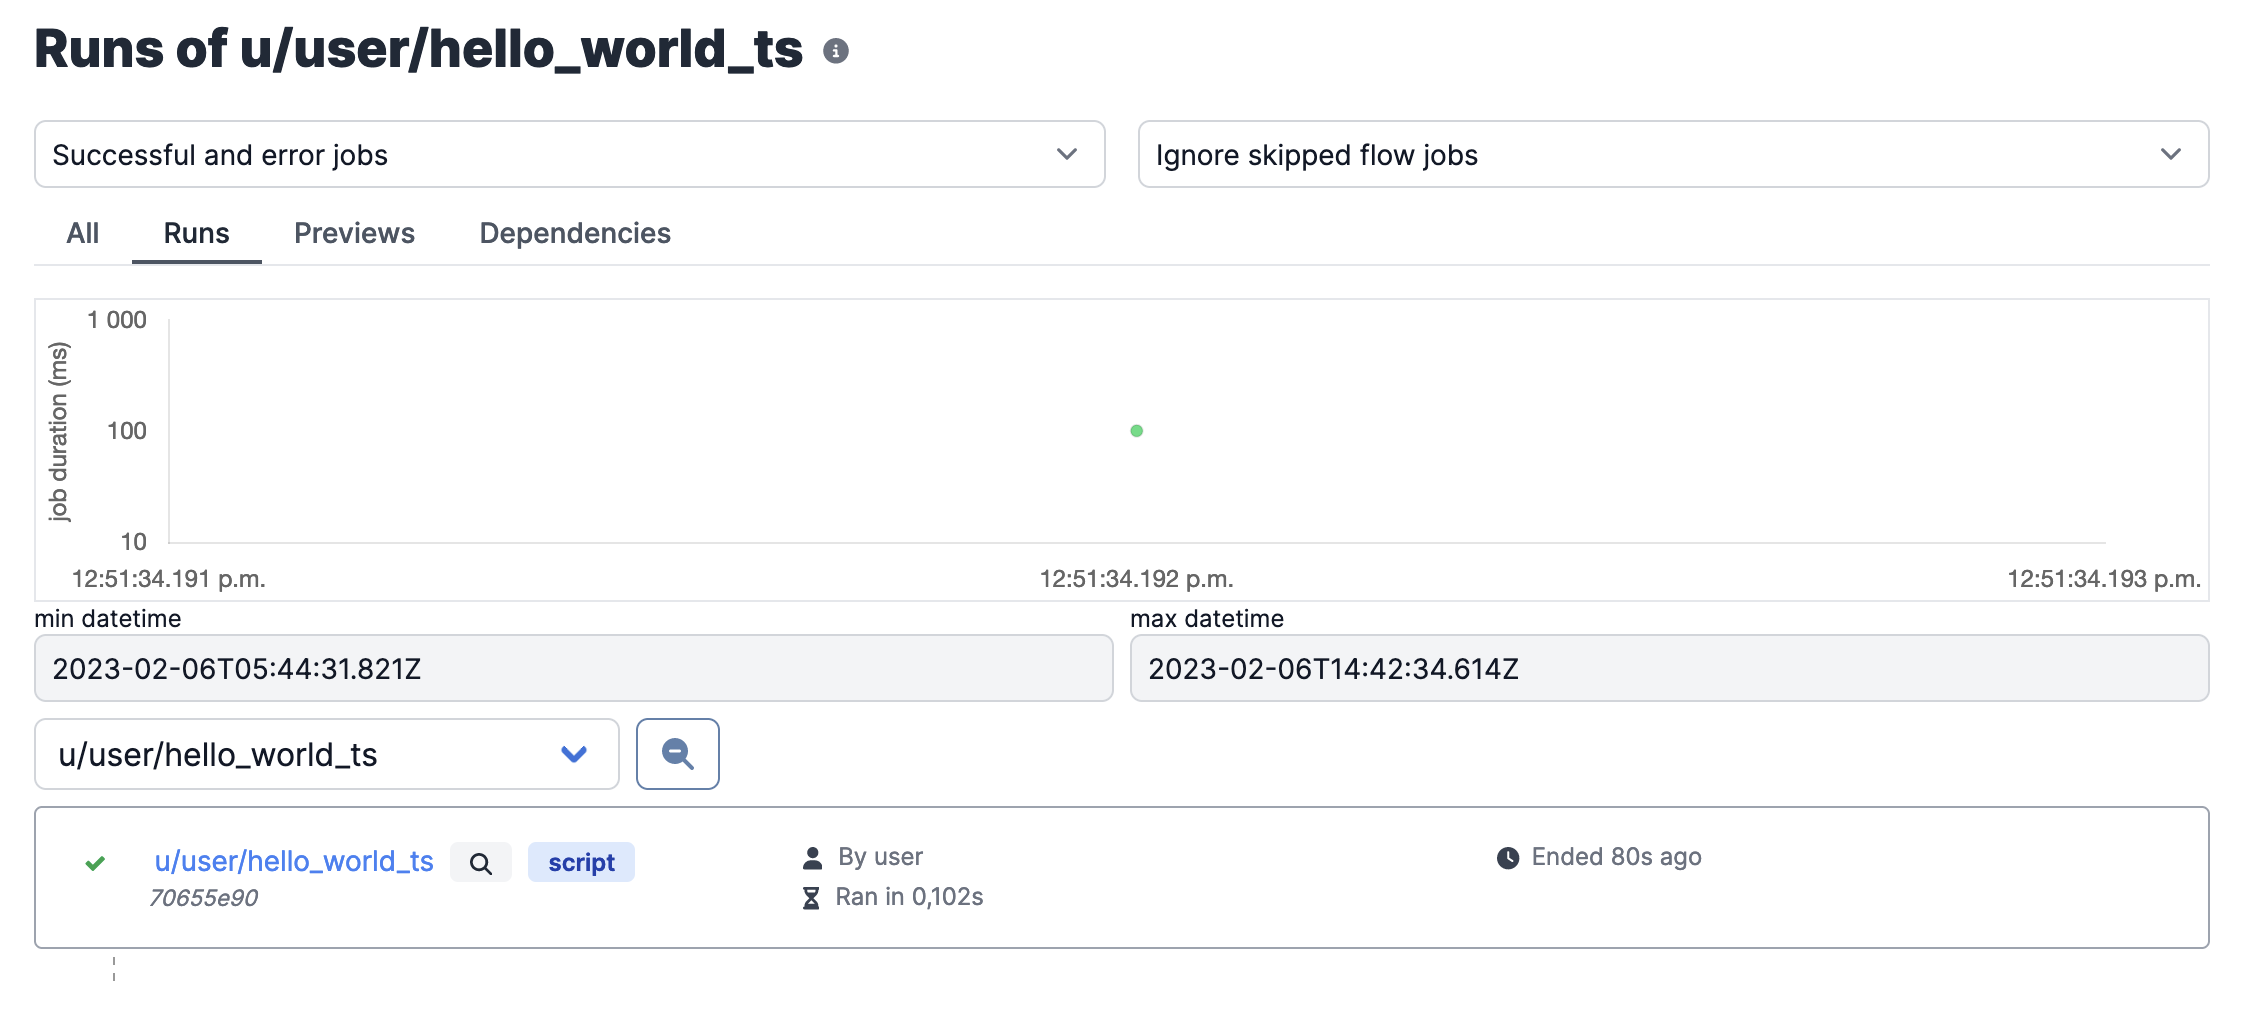 Runs of u/user/hello_world_ts
Successful and error jobs
Ignore skipped flow jobs
All Runs Previews Dependencies
job duration (ms)
1 000
100
10
12:51:34.191 p.m. 12:51:34.192 p.m. 12:51:34.193 p.m.
min datetime
max datetime
2023-02-06T05:44:31.821Z
2023-02-06T14:42:34.614Z
u/user/hello_world_ts
u/user/hello_world_ts script
70655e90
By user
Ran in 0,102s
Ended 80s ago